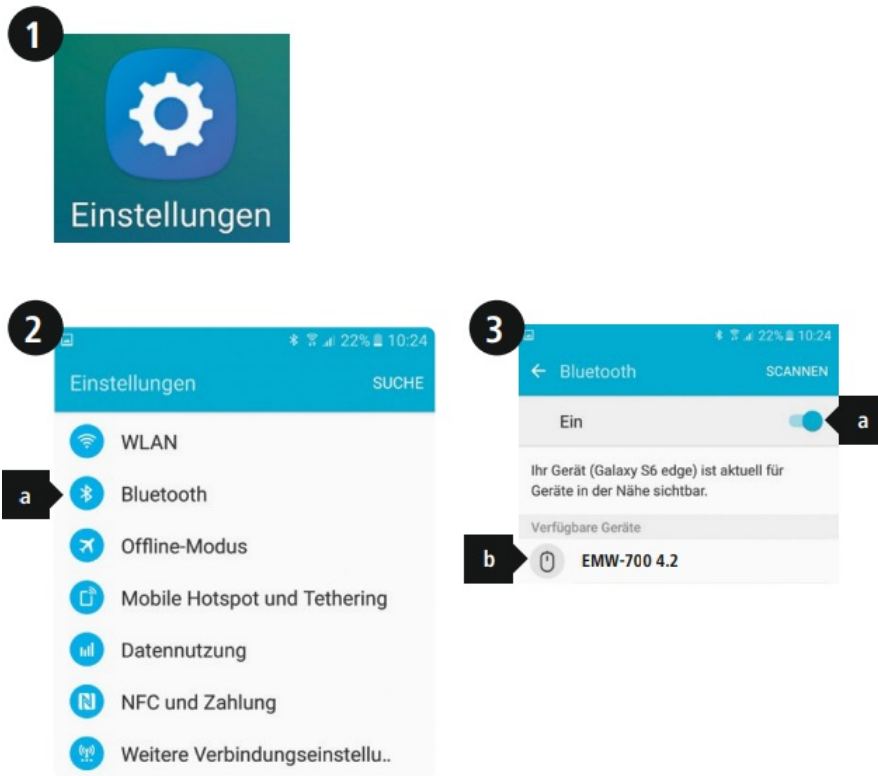 1
Einstellungen
2
22% 10:24
Einstellungen SUCHE
WLAN
a Bluetooth
Offline-Modus
Mobile Hotspot und Tethering
Datennutzung
NFC und Zahlung
Weitere Verbindungseinstellu..
3
22% 10:24
Bluetooth SCANNEN
Ein a
Ihr Gerät (Galaxy S6 edge) ist aktuell für
Geräte in der Nähe sichtbar.
Verfügbare Geräte
b EMW-700 4.2